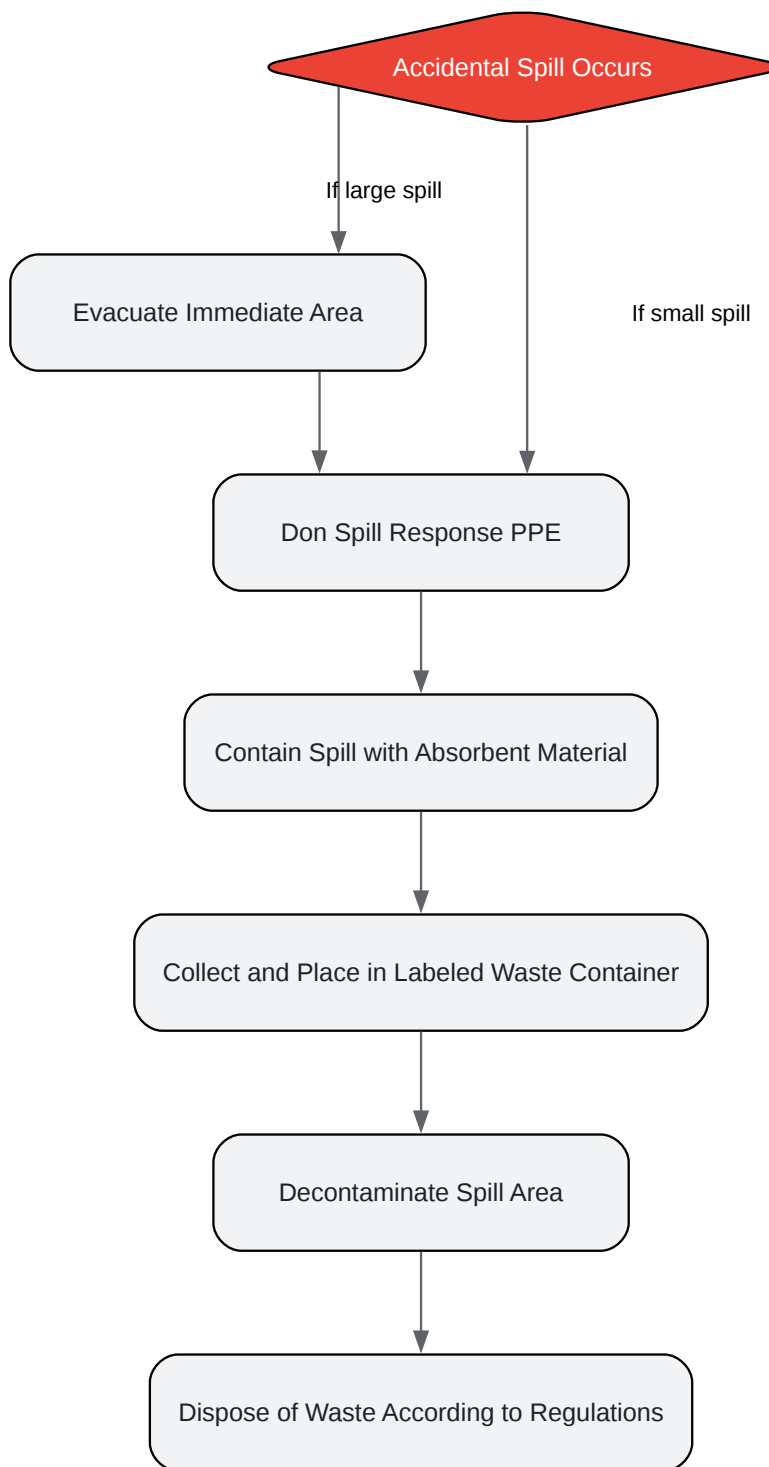 Accidental Spill Occurs
If large spill
Evacuate Immediate Area
If small spill
Don Spill Response PPE
Contain Spill with Absorbent Material
Collect and Place in Labeled Waste Container
Decontaminate Spill Area
Dispose of Waste According to Regulations